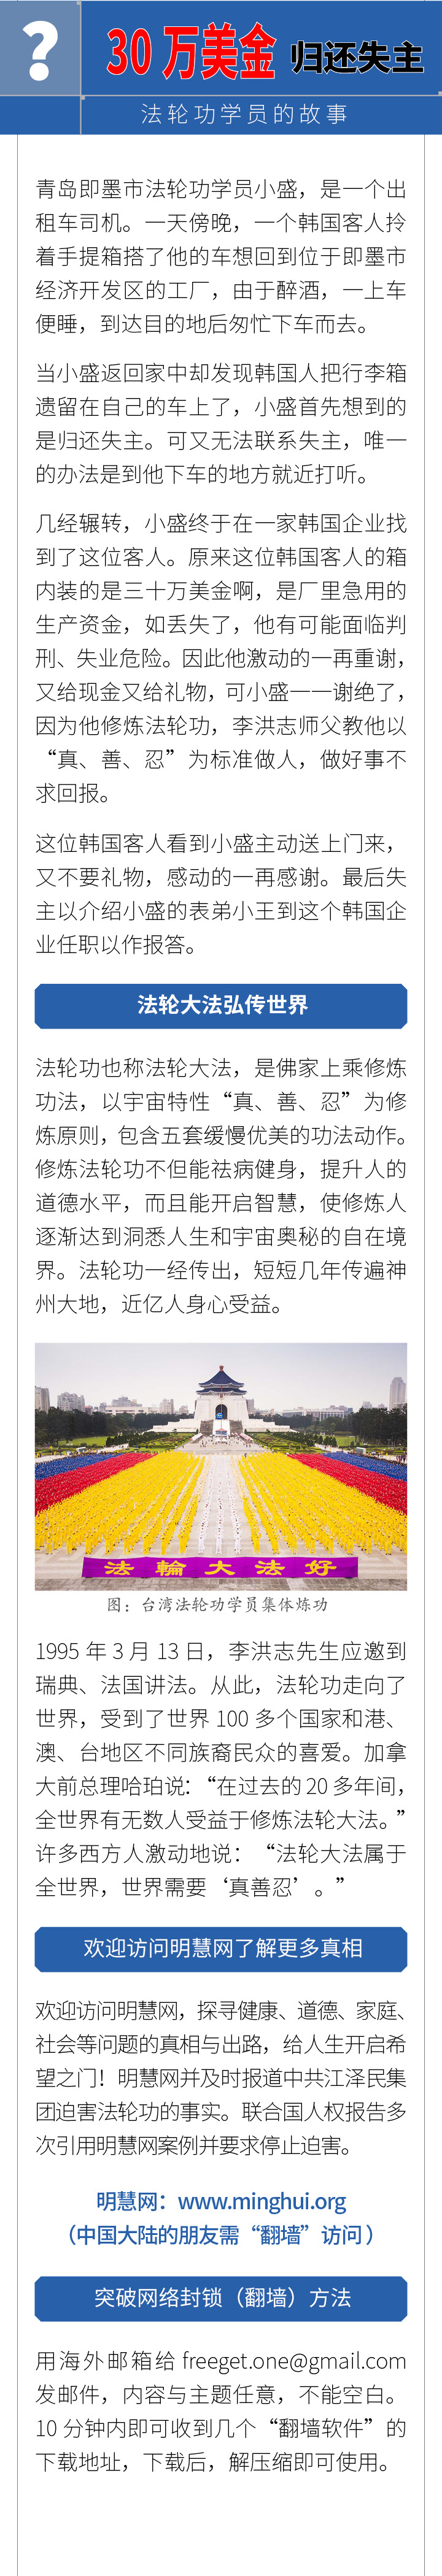 ?
30 万美金 归还失主
法轮功学员的故事
青岛即墨市法轮功学员小盛，是一个出
租车司机。一天傍晚，一个韩国客人拎
着手提箱搭了他的车想回到位于即墨市
经济开发区的工厂，由于醉酒，一上车
便睡，到达目的地后匆忙下车而去。
当小盛返回家中却发现韩国人把行李箱
遗留在自己的车上了，小盛首先想到的
是归还失主。可又无法联系失主，唯一
的办法是到他下车的地方就近打听。
几经辗转，小盛终于在一家韩国企业找
到了这位客人。原来这位韩国客人的箱
内装的是三十万美金啊，是厂里急用的
生产资金，如丢失了，他有可能面临判
刑、失业危险。因此他激动的一再重谢，
又给现金又给礼物，可小盛一一谢绝了，
因为他修炼法轮功，李洪志师父教他以
“真、善、忍”为标准做人，做好事不
求回报。
这位韩国客人看到小盛主动送上门来，
又不要礼物，感动的一再感谢。最后失
主以介绍小盛的表弟小王到这个韩国企
业任职以作报答。
法轮大法弘传世界
法轮功也称法轮大法，是佛家上乘修炼
功法，以宇宙特性“真、善、忍”为修
炼原则，包含五套缓慢优美的功法动作。
修炼法轮功不但能祛病健身，提升人的
道德水平，而且能开启智慧，使修炼人
逐渐达到洞悉人生和宇宙奥秘的自在境
界。法轮功一经传出，短短几年传遍神
州大地，近亿人身心受益。
法輪大法好
图：台湾法轮功学员集体炼功
1995 年 3 月 13 日，李洪志先生应邀到
瑞典、法国讲法。从此，法轮功走向了
世界，受到了世界 100 多个国家和港、
澳、台地区不同族裔民众的喜爱。加拿
大前总理哈珀说：“在过去的 20 多年间，
全世界有无数人受益于修炼法轮大法。”
许多西方人激动地说：“法轮大法属于
全世界，世界需要‘真善忍’。”
欢迎访问明慧网了解更多真相
欢迎访问明慧网，探寻健康、道德、家庭、
社会等问题的真相与出路，给人生开启希
望之门！明慧网并及时报道中共江泽民集
团迫害法轮功的事实。联合国人权报告多
次引用明慧网案例并要求停止迫害。
明慧网：www.minghui.org
（中国大陆的朋友需“翻墙”访问）
突破网络封锁（翻墙）方法
用海外邮箱给 freeget.one@gmail.com
发邮件，内容与主题任意，不能空白。
10 分钟内即可收到几个“翻墙软件”的
下载地址，下载后，解压缩即可使用。